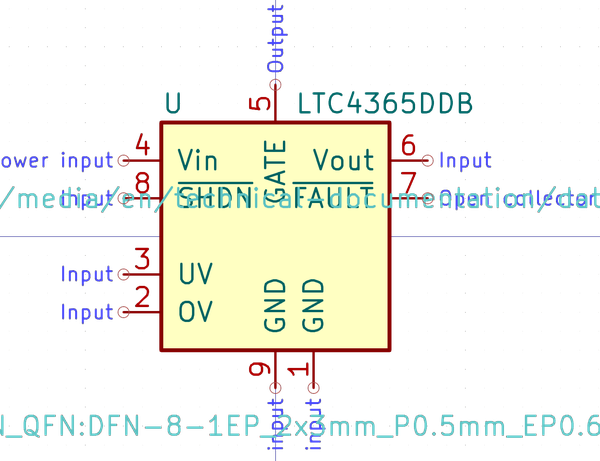 Output
U
LTC4365DDB
5
GATE
ower input
4
Vin
Vout
6
Input
/media/en/technical-documentation/dat
Input
8
SHDN
FAULT
7
Open collector
Input
3
UV
Input
2
OV
GND
GND
9
1
input
input
N_QFN:DFN-8-1EP_2x3mm_P0.5mm_EP0.6